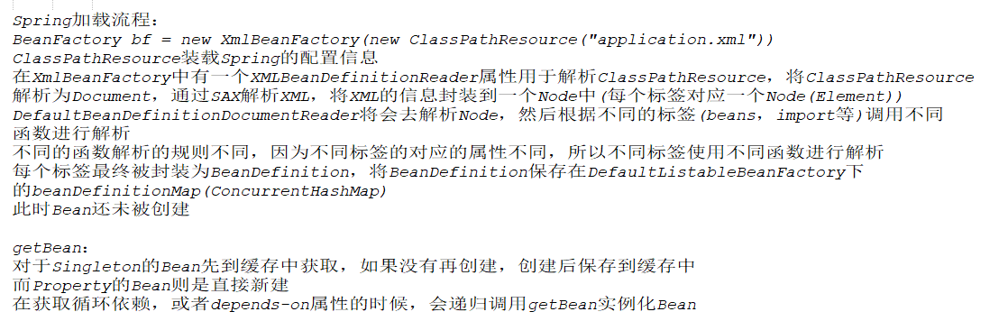 Spring加载流程：
BeanFactory bf = new XmlBeanFactory(new ClassPathResource("application.xml"))
ClassPathResource装载Spring的配置信息
在XmlBeanFactory中有一个XMLBeanDefinitionReader属性用于解析ClassPathResource，将ClassPathResource
解析为Document，通过SAX解析XML，将XML的信息封装到一个Node中(每个标签对应一个Node(Element))
DefaultBeanDefinitionDocumentReader将会去解析Node，然后根据不同的标签(beans，import等)调用不同
函数进行解析
不同的函数解析的规则不同，因为不同标签的对应的属性不同，所以不同标签使用不同函数进行解析
每个标签最终被封装为BeanDefinition，将BeanDefinition保存在DefaultListableBeanFactory下
的beanDefinitionMap(ConcurrentHashMap)
此时Bean还未被创建
getBean：
对于Singleton的Bean先到缓存中获取，如果没有再创建，创建后保存到缓存中
而Property的Bean则是直接新建
在获取循环依赖，或者depends-on属性的时候，会递归调用getBean实例化Bean